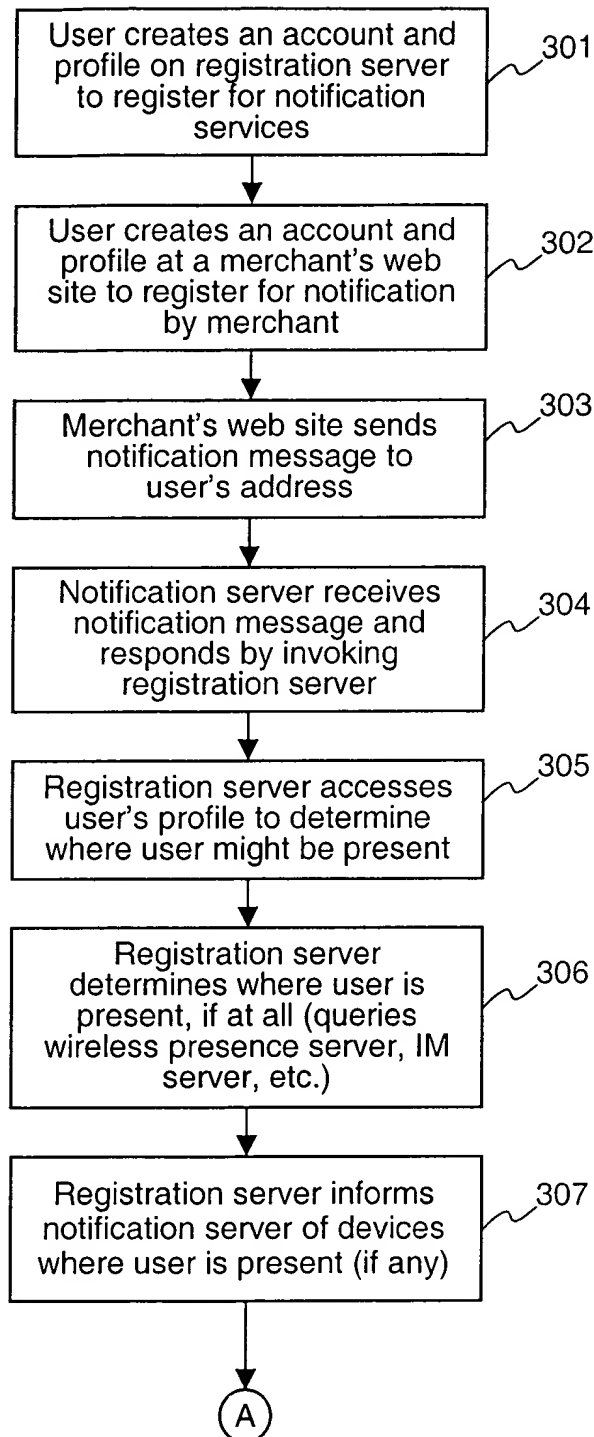 User creates an account and
profile on registration server
to register for notification
services
301
User creates an account and
profile at a merchant's web
site to register for notification
by merchant
302
Merchant's web site sends
notification message to
user's address
303
Notification server receives
notification message and
responds by invoking
registration server
304
Registration server accesses
user's profile to determine
where user might be present
305
Registration server
determines where user is
present, if at all (queries
wireless presence server, IM
server, etc.)
306
Registration server informs
notification server of devices
where user is present (if any)
307
A